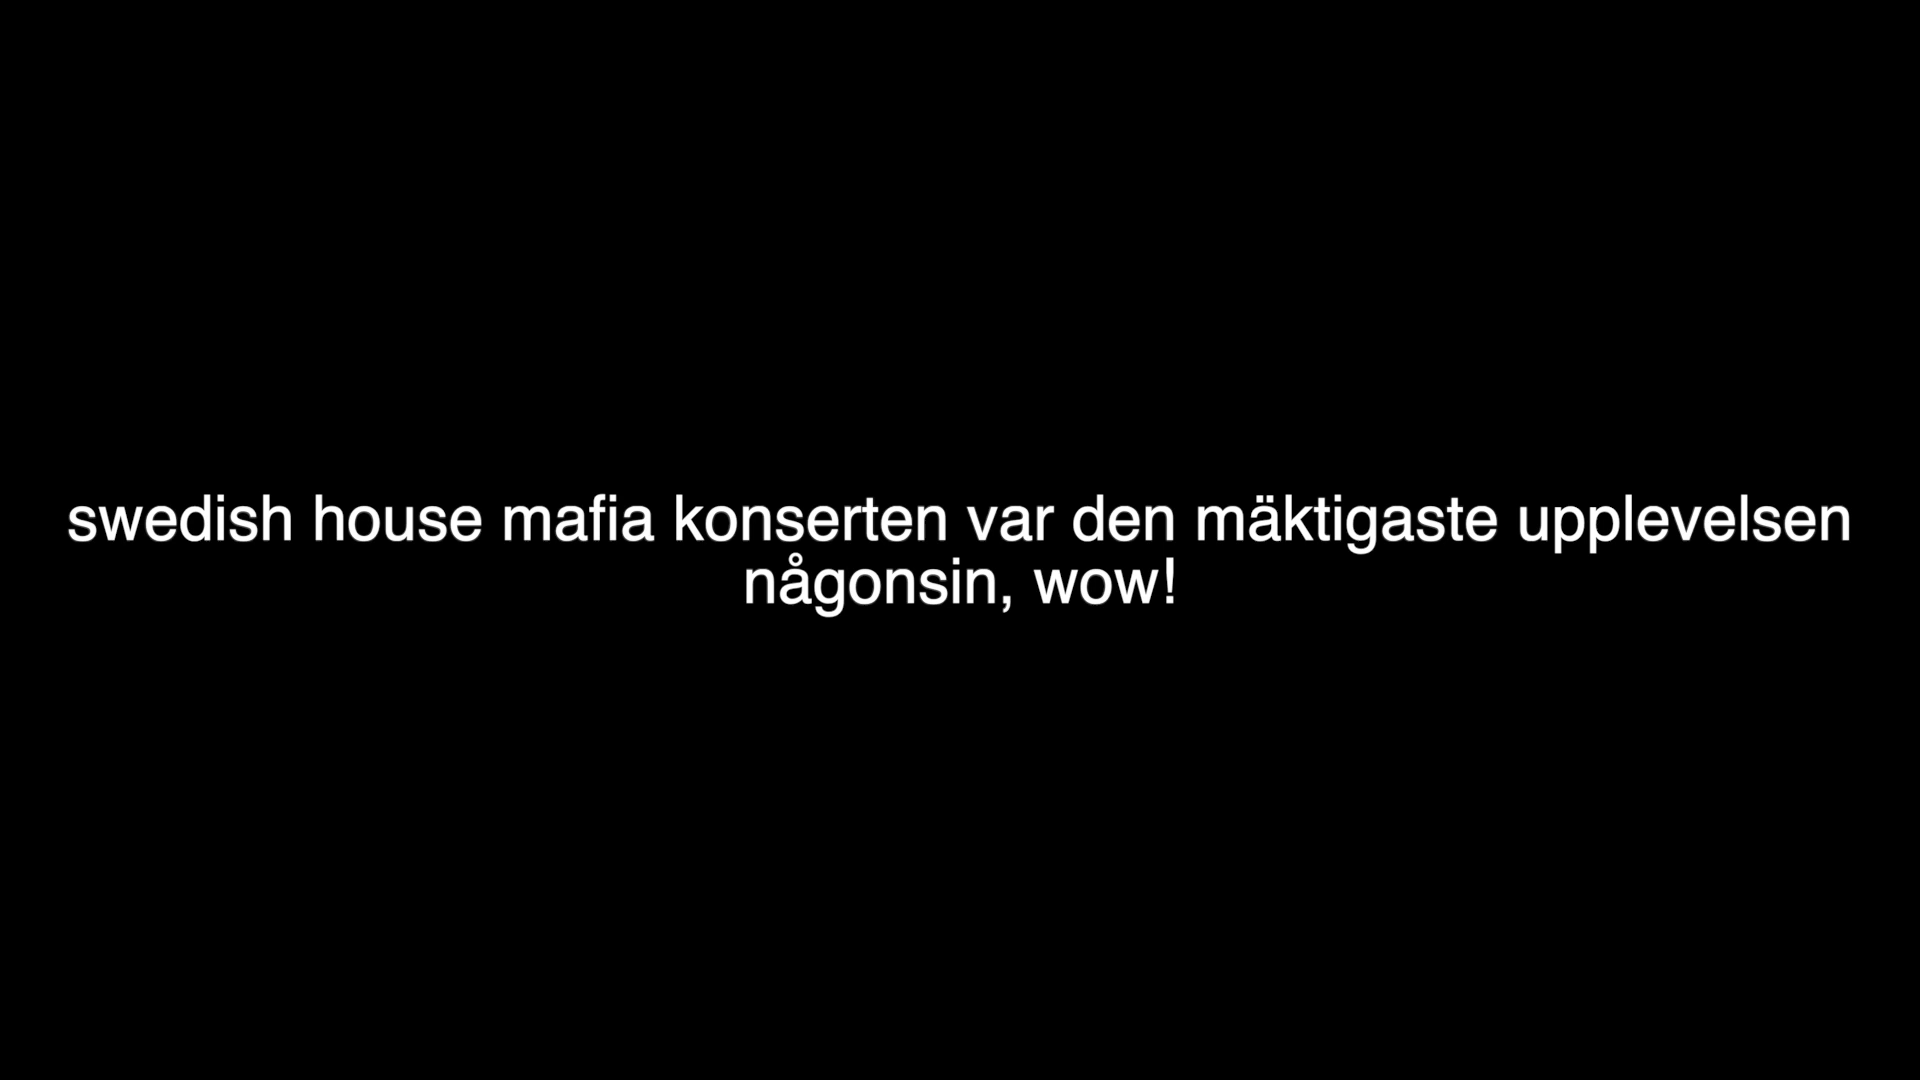 swedish house mafia konserten var den mäktigaste upplevelsen
någonsin, wow!